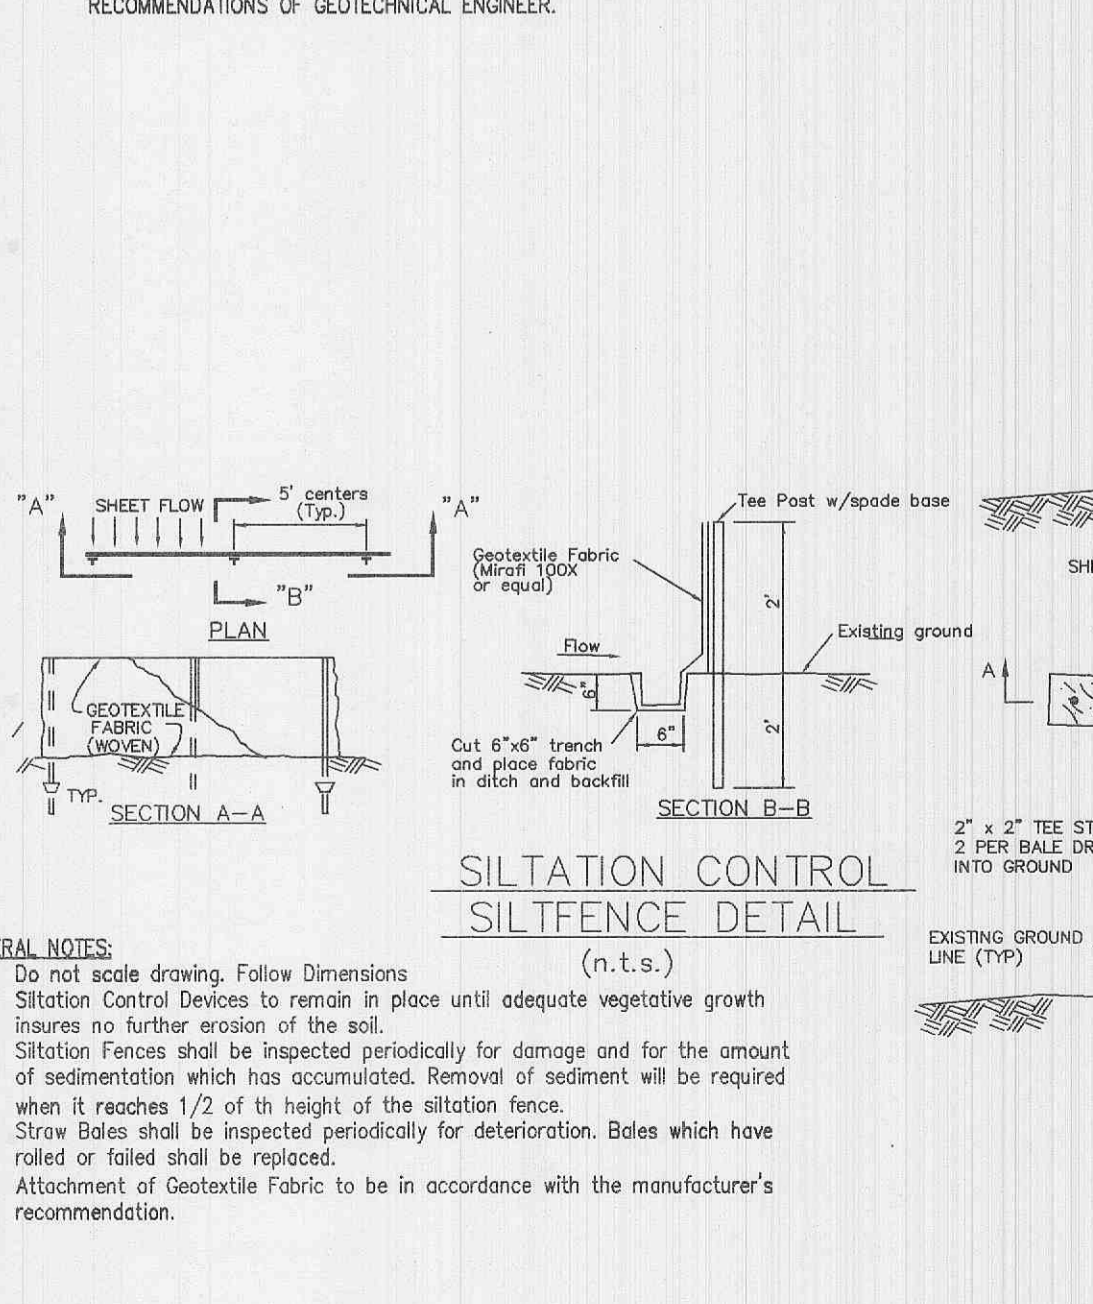 RECOMMENDATIONS OF GEOTECHNICAL ENGINEER.
"A"
SHEET FLOW
5' centers
(Typ.)
"A"
"B"
PLAN
GEOTEXTILE
FABRIC
(WOVEN)
TYP.
SECTION A-A
Tee Post w/spade base
Geotextile Fabric
(Mirafi 100X
or equal)
2'
Flow
Existing ground
6"
6"
2'
Cut 6"x6" trench
and place fabric
in ditch and backfill
SECTION B-B
SILTATION CONTROL
SILTFENCE DETAIL
(n.t.s.)
A
2" x 2" TEE
2 PER BALE
INTO GROUND
EXISTING GROUND
LINE (TYP)
NOTES:
Do not scale drawing. Follow Dimensions
Siltation Control Devices to remain in place until adequate vegetative growth
insures no further erosion of the soil.
Siltation Fences shall be inspected periodically for damage and for the amount
of sedimentation which has accumulated. Removal of sediment will be required
when it reaches 1/2 of th height of the siltation fence.
Straw Bales shall be inspected periodically for deterioration. Bales which have
rolled or failed shall be replaced.
Attachment of Geotextile Fabric to be in accordance with the manufacturer's
recommendation.